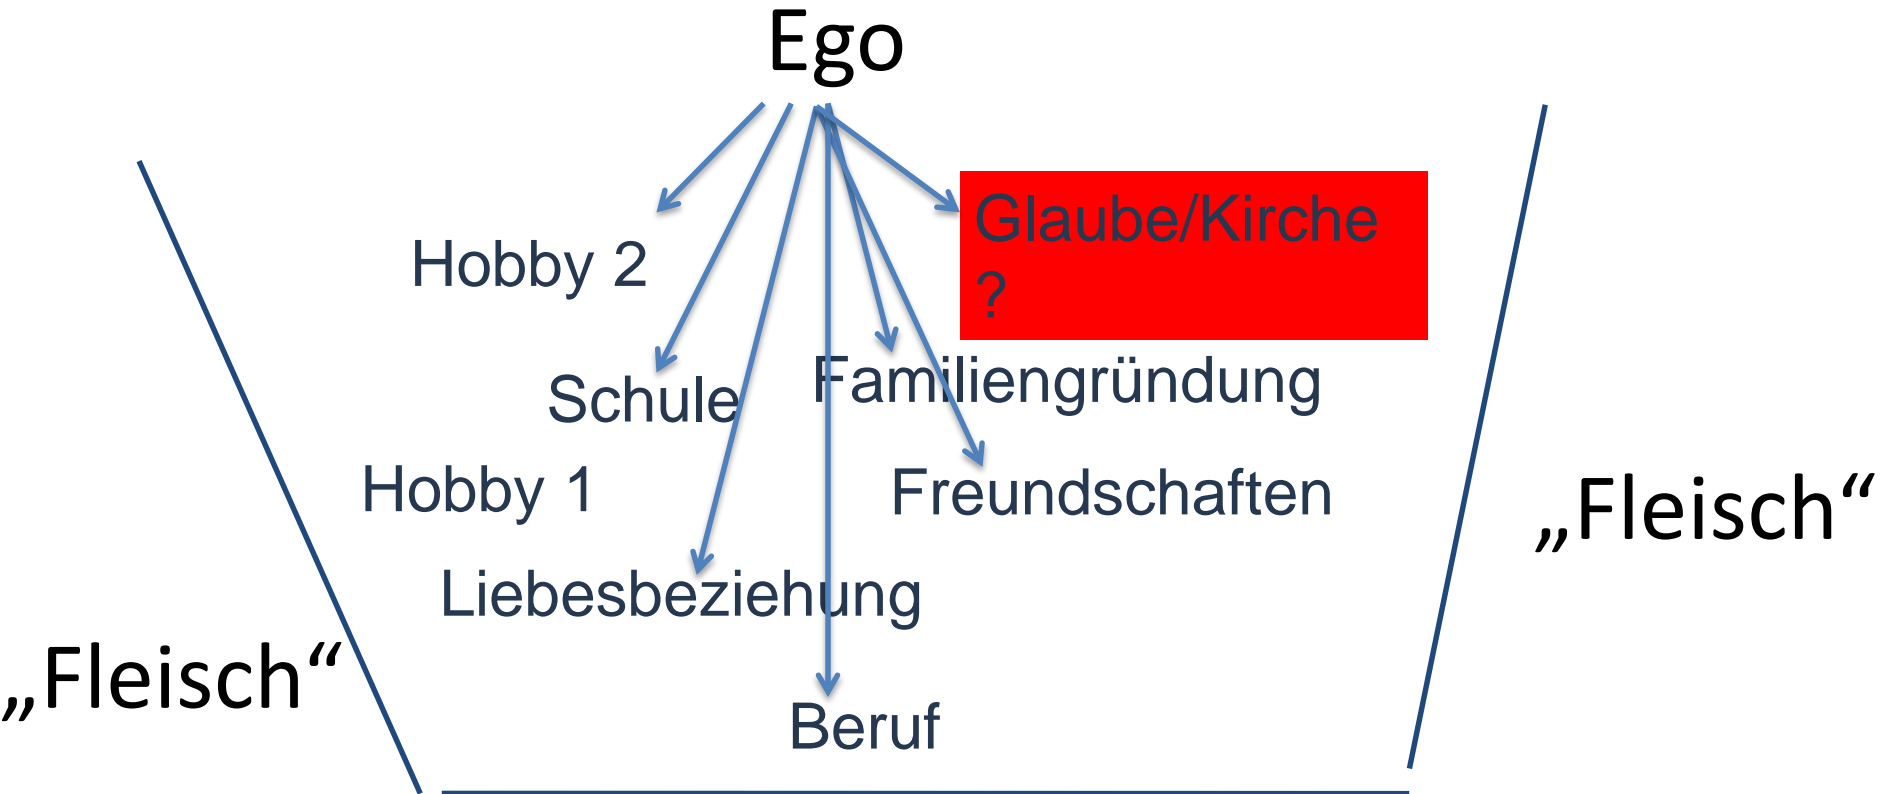 Ego
Glaube/Kirche
?
Hobby 2
Familiengründung
Schule
Hobby 1
Freundschaften
„Fleisch“
Liebesbeziehung
„Fleisch“
Beruf